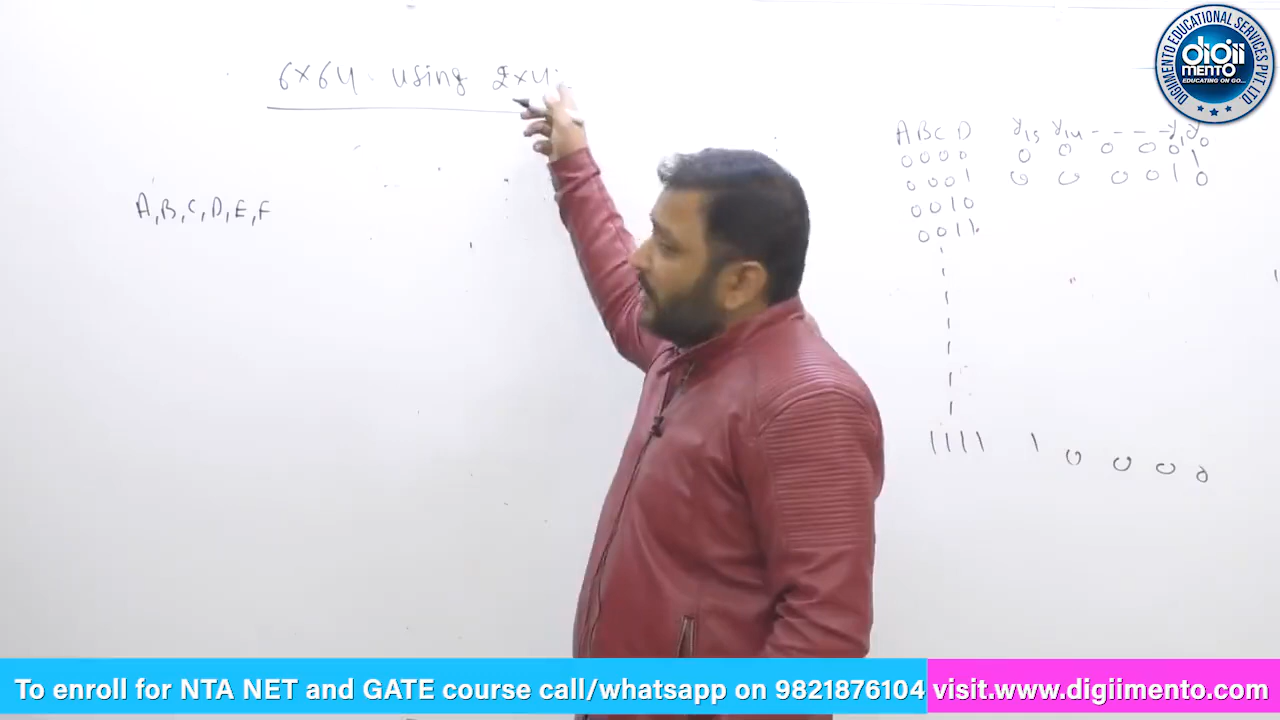 6×64 using 2×4
A,B,C,D,E,F
A B C D Y15 Y14 - - - - Y1 Y0
0 0 0 0 0 0 0 0 0 1
0 0 0 1 0 0 0 0 1 0
0 0 1 0
0 0 1 1
1 1 1 1 1 0 0 0 0
DIGIIMENTO EDUCATIONAL SERVICES PVT. LTD
digii
MENTO
EDUCATING ON GO...
To enroll for NTA NET and GATE course call/whatsapp on 9821876104 visit.www.digiimento.com